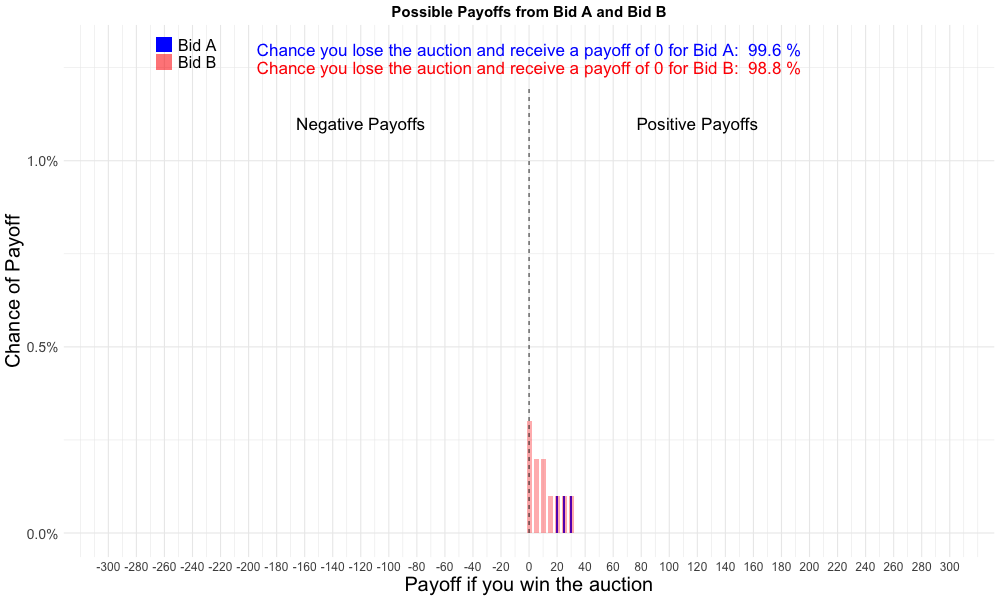 Possible Payoffs from Bid A and Bid B
Bid A
Bid B
Chance you lose the auction and receive a payoff of 0 for Bid A: 99.6 %
Chance you lose the auction and receive a payoff of 0 for Bid B: 98.8 %
Negative Payoffs
Positive Payoffs
Chance of Payoff
1.0%
0.5%
0.0%
-300 -280 -260 -240 -220 -200 -180 -160 -140 -120 -100 -80 -60 -40 -20 0 20 40 60 80 100 120 140 160 180 200 220 240 260 280 300
Payoff if you win the auction